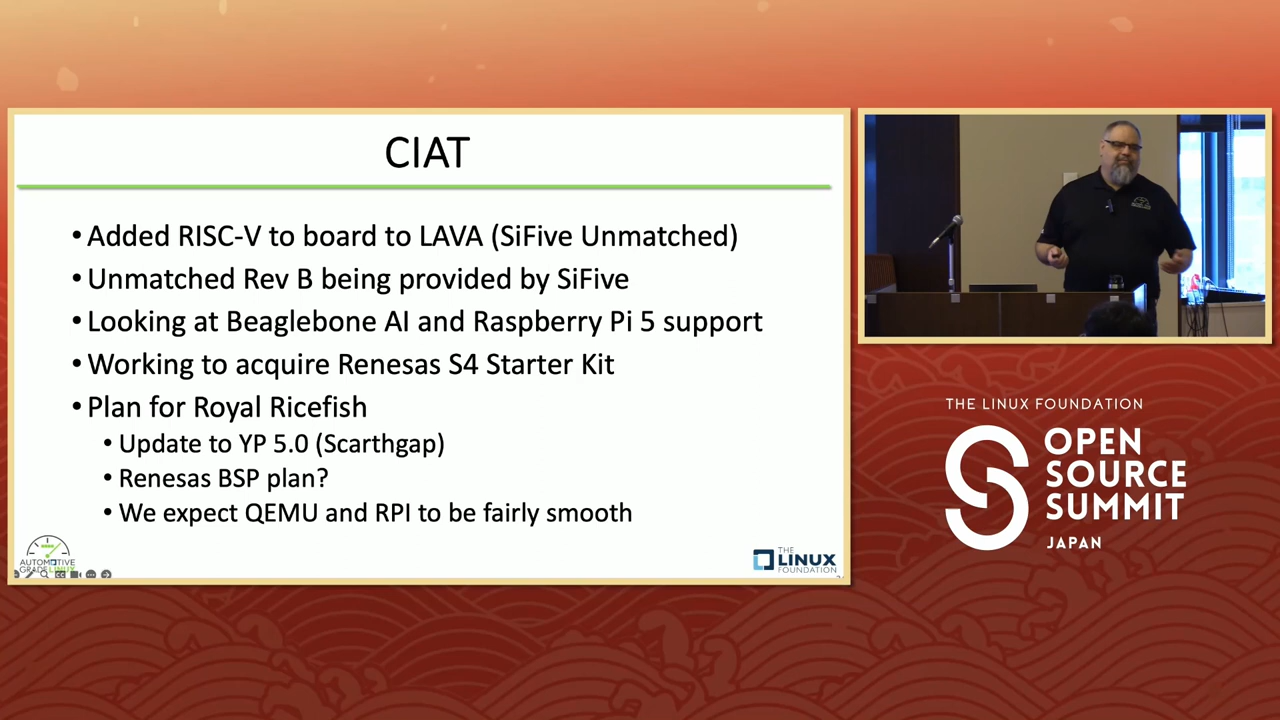 CIAT
• Added RISC-V to board to LAVA (SiFive Unmatched)
• Unmatched Rev B being provided by SiFive
• Looking at Beaglebone AI and Raspberry Pi 5 support
• Working to acquire Renesas S4 Starter Kit
• Plan for Royal Ricefish
• Update to YP 5.0 (Scarthgap)
• Renesas BSP plan?
• We expect QEMU and RPI to be fairly smooth
AUTOMOTIVE
GRADELINUX
THE
LINUX
FOUNDATION
THE LINUX FOUNDATION
OPEN
SOURCE
SUMMIT
JAPAN